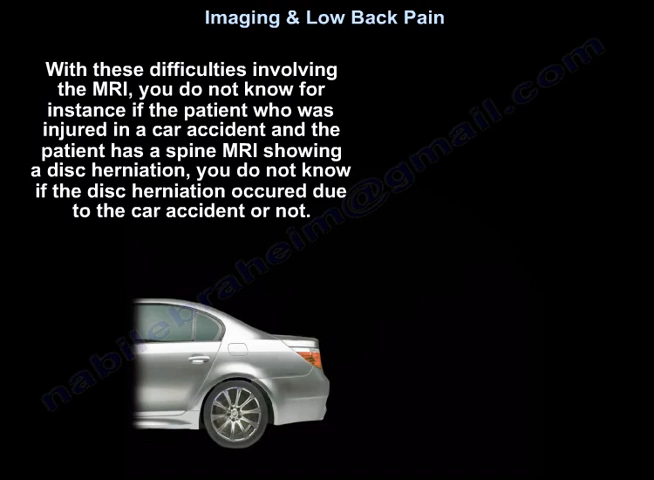 Imaging & Low Back Pain
With these difficulties involving
the MRI, you do not know for
instance if the patient who was
injured in a car accident and the
patient has a spine MRI showing
a disc herniation, you do not know
if the disc herniation occured due
to the car accident or not.
nabilebraheim@gmail.com